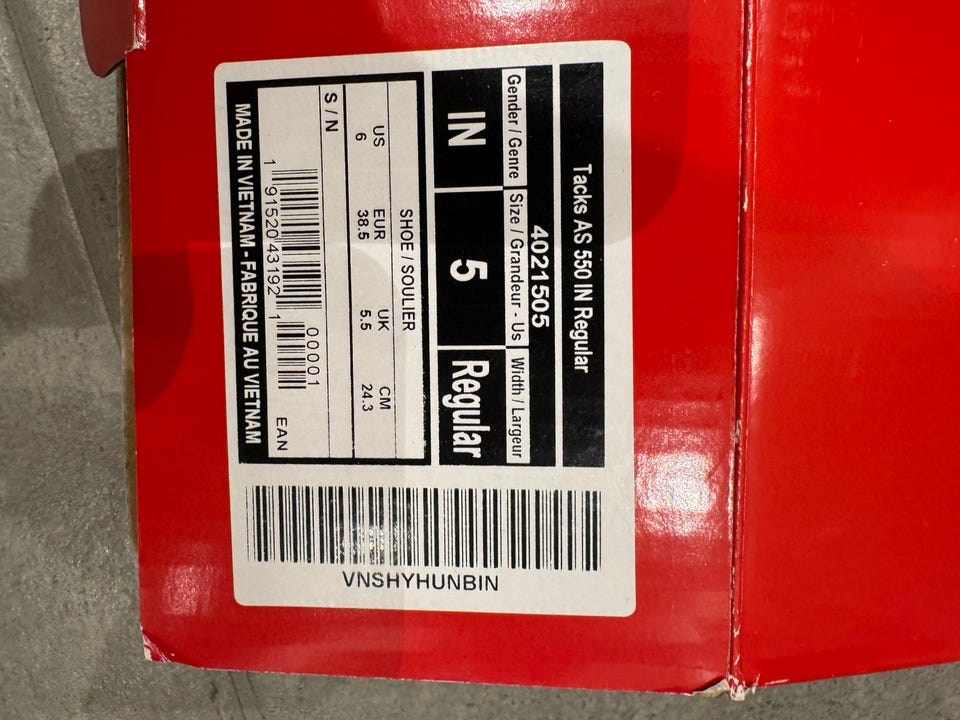 Tacks AS 550 IN Regular
4021505
Gender / Genre Size / Grandeur - Us Width / Largeur
IN 5 Regular
SHOE / SOULIER
US EUR UK CM
6 38.5 5.5 24.3
S / N
00001
1 91520 43192 1 EAN
MADE IN VIETNAM - FABRIQUE AU VIETNAM
VNSHYHUNBIN